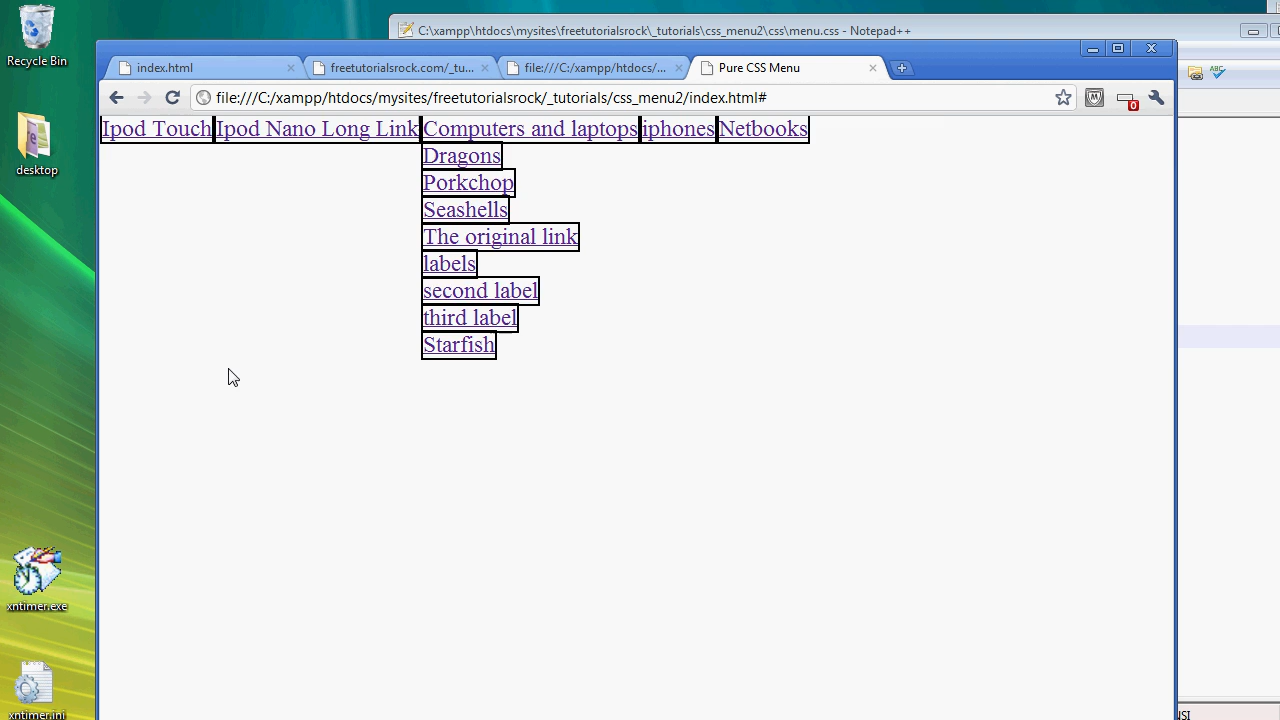 Recycle Bin
desktop
xntimer.exe
xntimer.ini
C:\xampp\htdocs\mysites\freetutorialsrock\_tutorials\css_menu2\css\menu.css - Notepad++
index.html
freetutorialsrock.com/_tu...
file:///C:/xampp/htdocs/...
Pure CSS Menu
file:///C:/xampp/htdocs/mysites/freetutorialsrock/_tutorials/css_menu2/index.html#
0
ABC
Ipod Touch Ipod Nano Long Link Computers and laptops iphones Netbooks
Dragons
Porkchop
Seashells
The original link
labels
second label
third label
Starfish